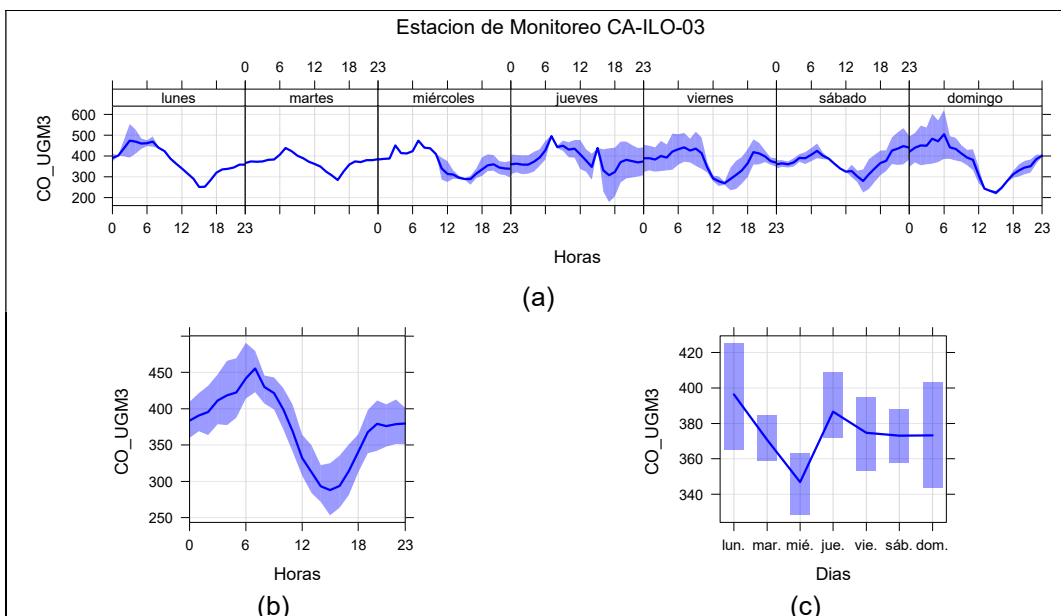 Estacion de Monitoreo CA-ILO-03
0 6 12 18 23 0 6 12 18 23 0 6 12 18 23
lunes martes miércoles jueves viernes sábado domingo
600
500
400
300
200
CO_UGM3
0 6 12 18 23 0 6 12 18 23 0 6 12 18 23 0 6 12 18 23
Horas
(a)
450
400
350
300
250
CO_UGM3
0 6 12 18 23
Horas
(b)
420
400
380
360
340
CO_UGM3
lun. mar. mié. jue. vie. sáb. dom.
Dias
(c)